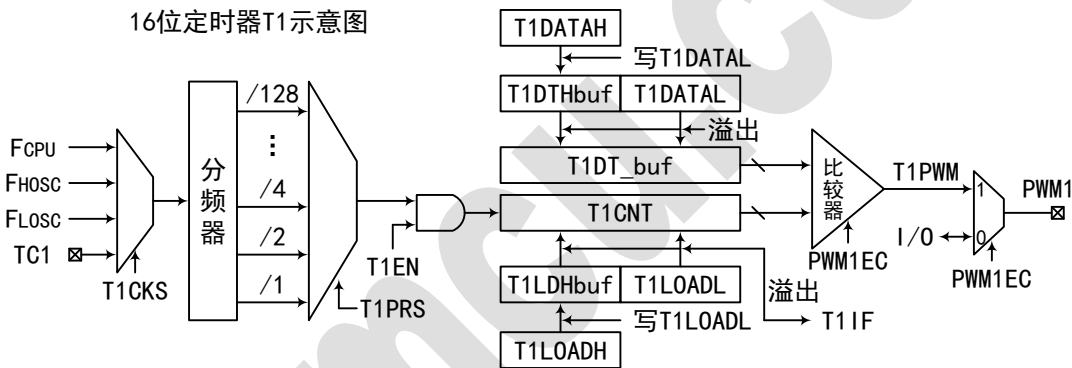 16位定时器T1示意图
T1DATAH
写T1DATAL
T1DTHbuf T1DATAL
溢出
T1DT_buf
T1CNT
T1LDHbuf T1LOADL
溢出
写T1LOADL
T1IF
T1LOADH
FCPU
FHOSC
FLOSC
TC1
T1CKS
分频器
/128
⋮
/4
/2
/1
T1PRS
T1EN
比较器
PWM1EC
T1PWM
1
I/O
0
PWM1EC
PWM1